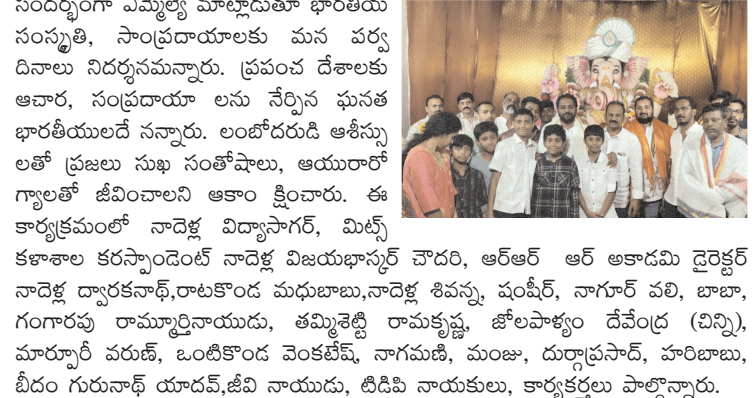 సందర్భంగా ఎమ్మెల్యే మాట్లాడుతూ భారతీయ
సంస్కృతి, సాంప్రదాయాలకు మన పర్వ
దినాలు నిదర్శనమన్నారు. ప్రపంచ దేశాలకు
ఆచార, సంప్రదాయా లను నేర్పిన ఘనత
భారతీయులదే నన్నారు. లంబోదరుడి ఆశీస్సు
లతో ప్రజలు సుఖ సంతోషాలు, ఆయురారో
గ్యాలతో జీవించాలని ఆకాం క్షించారు. ఈ
కార్యక్రమంలో నాదెళ్ల విద్యాసాగర్, మిట్స్
కళాశాల కరస్పాండెంట్ నాదెళ్ల విజయభాస్కర్ చౌదరి, ఆర్ఆర్ ఆర్ అకాడమి డైరెక్టర్
నాదెళ్ల ద్వారకనాథ్,రాటకొండ మధుబాబు,నాదెళ్ల శివన్న, షంషీర్, నాగూర్ వలి, బాబా,
గంగారపు రామ్మూర్తినాయుడు, తమ్మిశెట్టి రామకృష్ణ, జోలపాళ్యం దేవేంద్ర (చిన్ని),
మార్పూరీ వరుణ్, ఒంటికొండ వెంకటేష్, నాగమణి, మంజు, దుర్గాప్రసాద్, హరిబాబు,
బీదం గురునాథ్ యాదవ్,జీవి నాయుడు, టిడిపి నాయకులు, కార్యకర్తలు పాల్గొన్నారు.